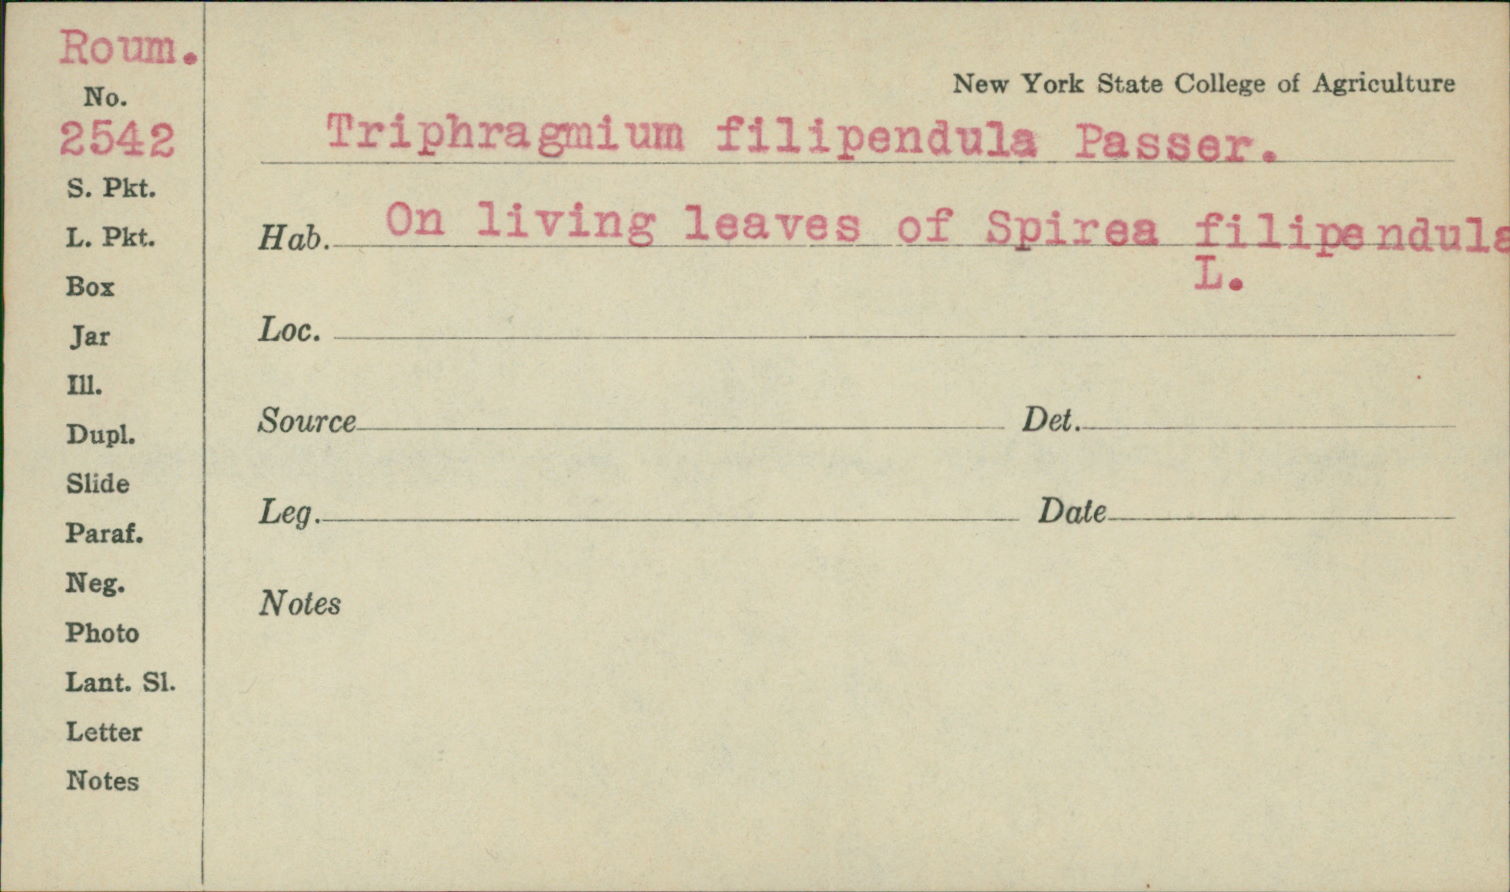 Roum.
No.
2542
S. Pkt.
L. Pkt.
Box
Jar
Ill.
Dupl.
Slide
Paraf.
Neg.
Photo
Lant. Sl.
Letter
Notes
New York State College of Agriculture
Triphragmium filipendula Passer.
Hab. On living leaves of Spirea filipendula
L.
Loc.
Source Det.
Leg. Date
Notes